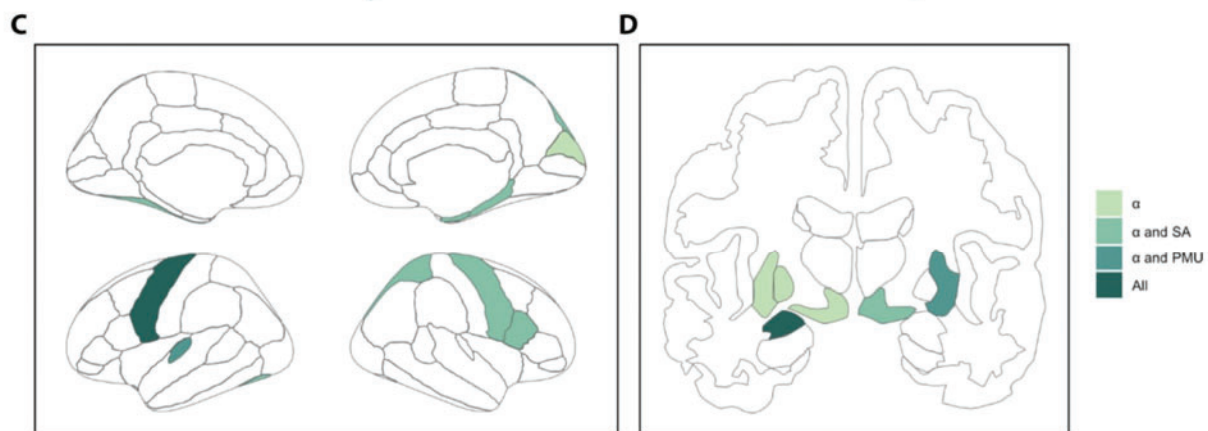 C
D
α
α and SA
α and PMU
All